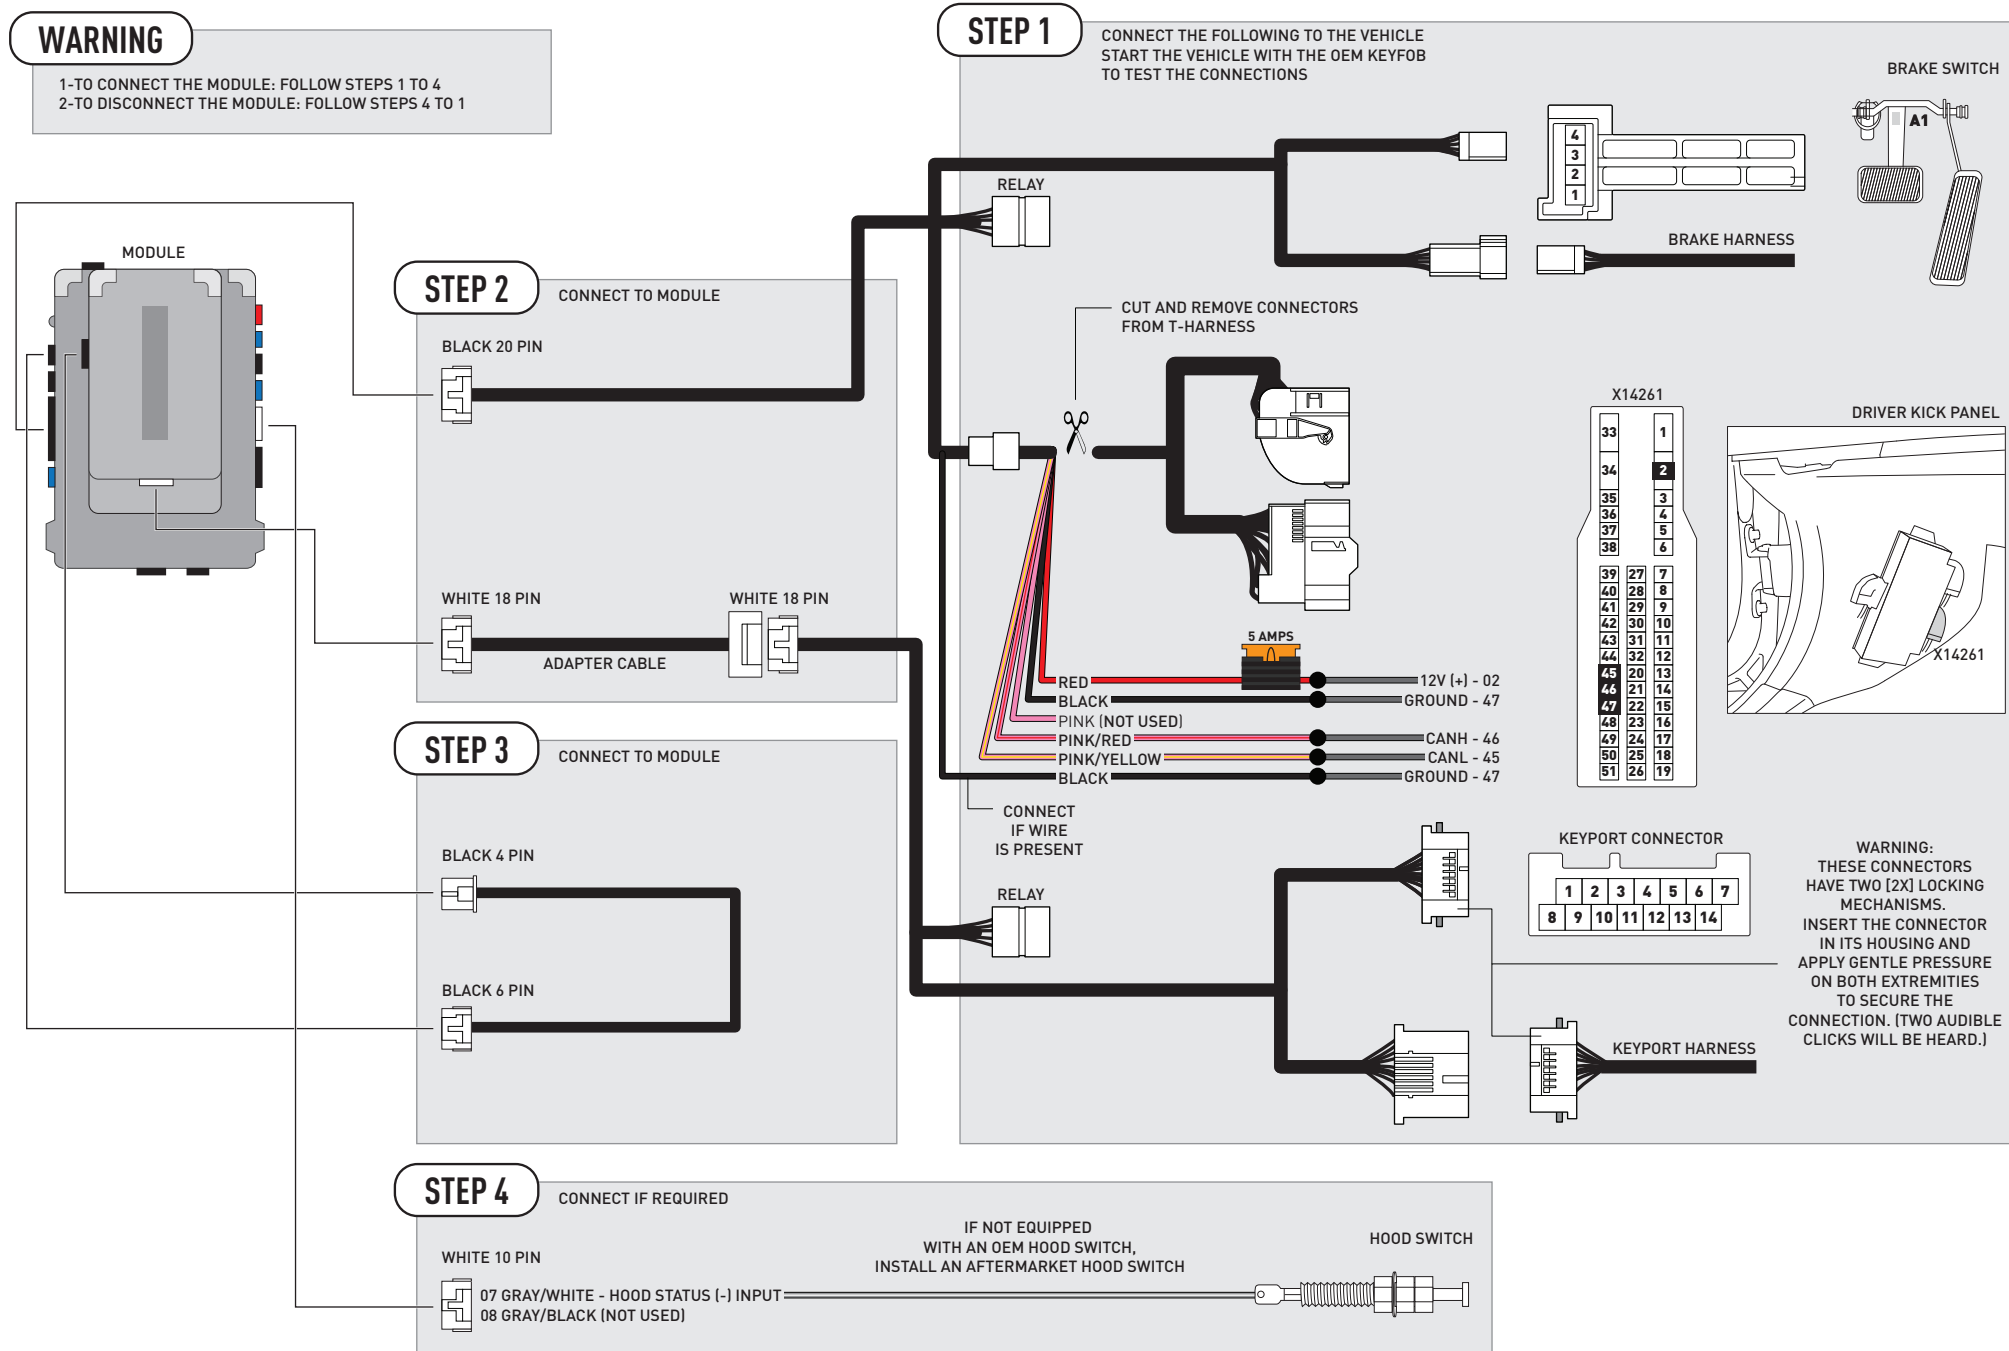 WARNING
1-TO CONNECT THE MODULE: FOLLOW STEPS 1 TO 4
2-TO DISCONNECT THE MODULE: FOLLOW STEPS 4 TO 1
MODULE
STEP 1
CONNECT THE FOLLOWING TO THE VEHICLE
START THE VEHICLE WITH THE OEM KEYFOB
TO TEST THE CONNECTIONS
BRAKE SWITCH
A1
4
3
2
1
RELAY
BRAKE HARNESS
CUT AND REMOVE CONNECTORS
FROM T-HARNESS
X14261
33 1
34 2
35 3
36 4
37 5
38 6
39 27 7
40 28 8
41 29 9
42 30 10
43 31 11
44 32 12
45 20 13
46 21 14
47 22 15
48 23 16
49 24 17
50 25 18
51 26 19
DRIVER KICK PANEL
X14261
5 AMPS
RED 12V (+) - 02
BLACK GROUND - 47
PINK (NOT USED)
PINK/RED CANH - 46
PINK/YELLOW CANL - 45
BLACK GROUND - 47
CONNECT
IF WIRE
IS PRESENT
RELAY
KEYPORT CONNECTOR
1 2 3 4 5 6 7
8 9 10 11 12 13 14
WARNING:
THESE CONNECTORS
HAVE TWO [2X] LOCKING
MECHANISMS.
INSERT THE CONNECTOR
IN ITS HOUSING AND
APPLY GENTLE PRESSURE
ON BOTH EXTREMITIES
TO SECURE THE
CONNECTION. (TWO AUDIBLE
CLICKS WILL BE HEARD.)
KEYPORT HARNESS
STEP 2
CONNECT TO MODULE
BLACK 20 PIN
WHITE 18 PIN
WHITE 18 PIN
ADAPTER CABLE
STEP 3
CONNECT TO MODULE
BLACK 4 PIN
BLACK 6 PIN
STEP 4
CONNECT IF REQUIRED
WHITE 10 PIN
07 GRAY/WHITE - HOOD STATUS (-) INPUT
08 GRAY/BLACK (NOT USED)
IF NOT EQUIPPED
WITH AN OEM HOOD SWITCH,
INSTALL AN AFTERMARKET HOOD SWITCH
HOOD SWITCH